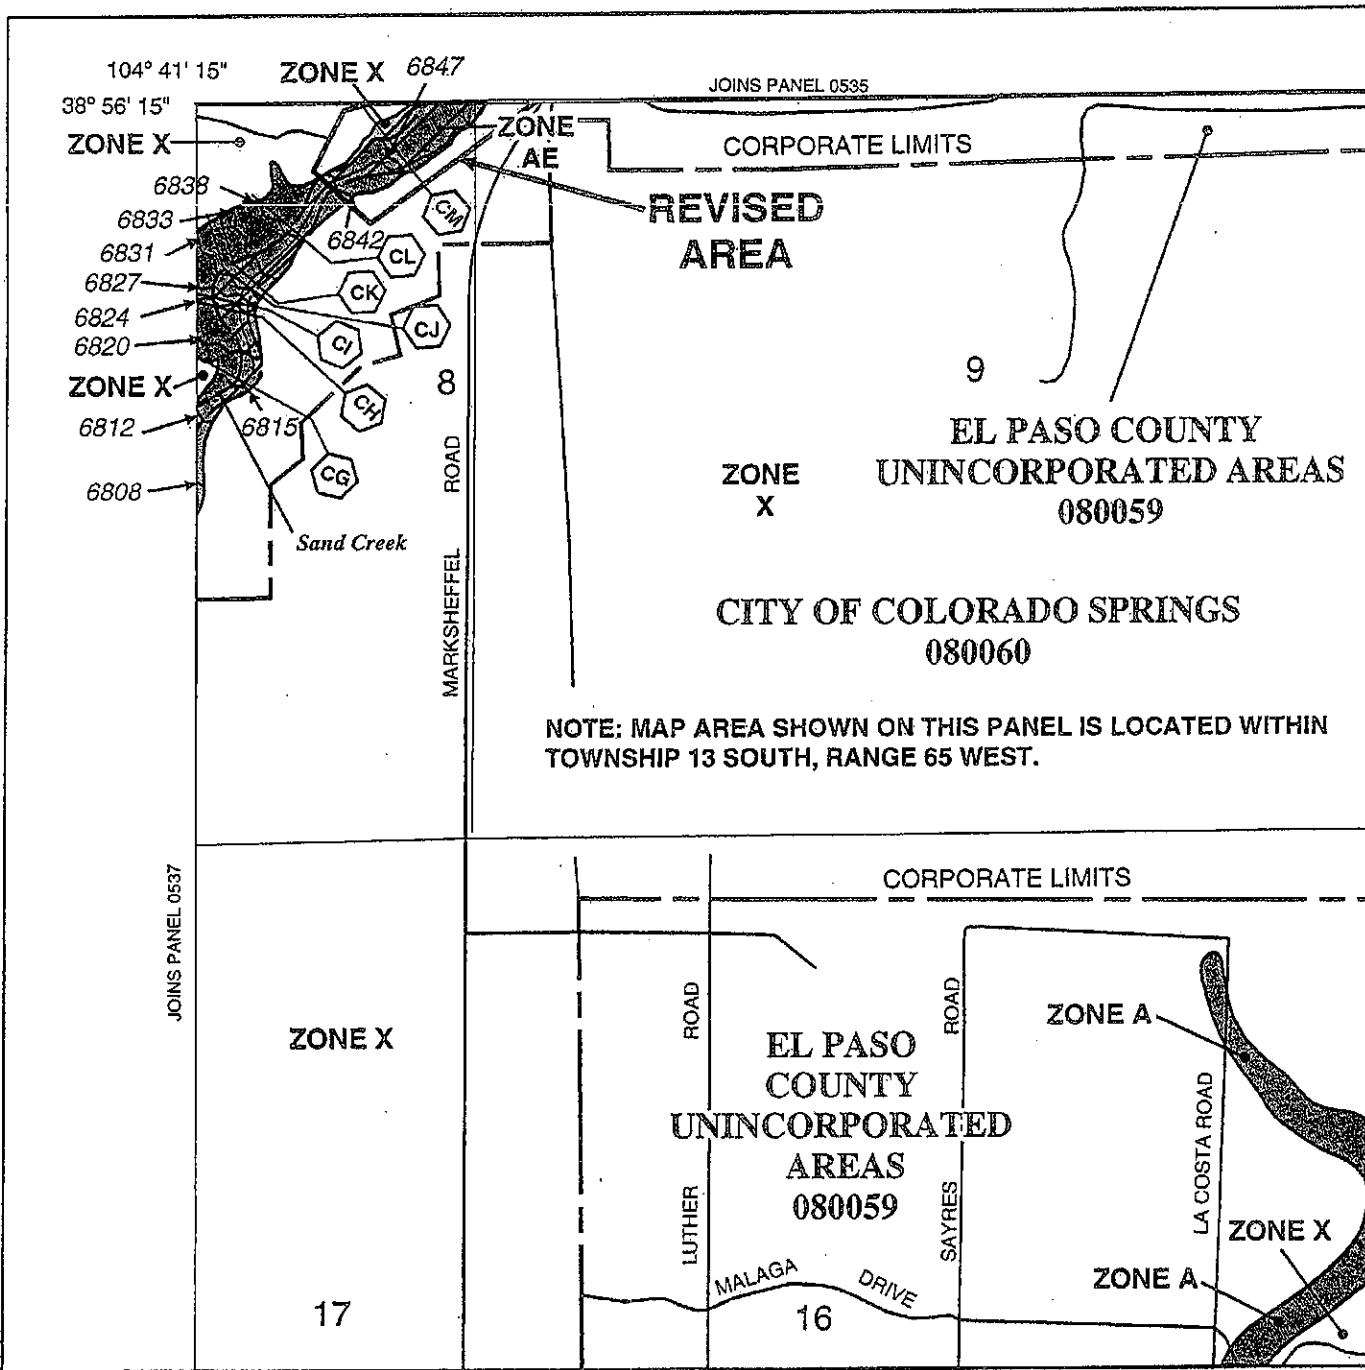 104° 41' 15"
ZONE X
6847
JOINS PANEL 0535
38° 56' 15"
ZONE X
ZONE
AE
CORPORATE LIMITS
6838
6833
6831
6842
CM
REVISED
AREA
CL
6827
CK
6824
CJ
6820
CI
ZONE X
8
9
CH
6812
6815
CG
6808
Sand Creek
MARKSHEFFEL ROAD
ZONE
X
EL PASO COUNTY
UNINCORPORATED AREAS
080059
CITY OF COLORADO SPRINGS
080060
NOTE: MAP AREA SHOWN ON THIS PANEL IS LOCATED WITHIN
TOWNSHIP 13 SOUTH, RANGE 65 WEST.
JOINS PANEL 0537
CORPORATE LIMITS
ZONE X
LUTHER ROAD
EL PASO
COUNTY
UNINCORPORATED
AREAS
080059
SAYRES ROAD
ZONE A
LA COSTA ROAD
ZONE X
ZONE A
MALAGA DRIVE
17
16